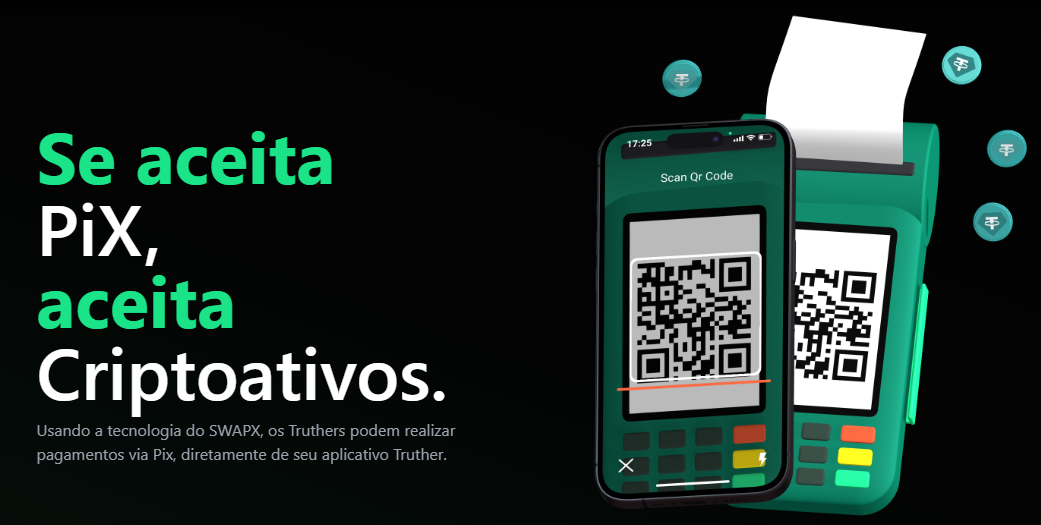 Se aceita
PiX,
aceita
Criptoativos.
Usando a tecnologia do SWAPX, os Truthers podem realizar
pagamentos via Pix, diretamente de seu aplicativo Truther.
17:25
Scan Qr Code